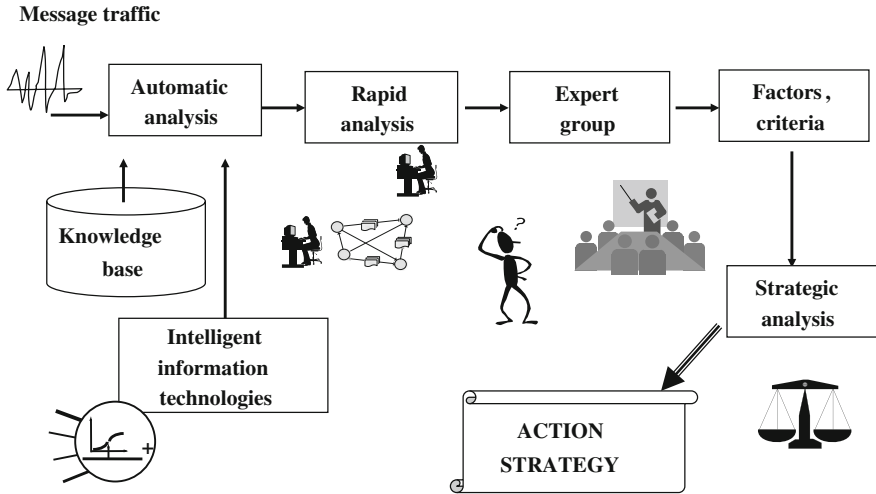 Message traffic
Automatic
analysis
Rapid
analysis
Expert
group
Factors ,
criteria
Knowledge
base
?
Strategic
analysis
Intelligent
information
technologies
+
ACTION
STRATEGY